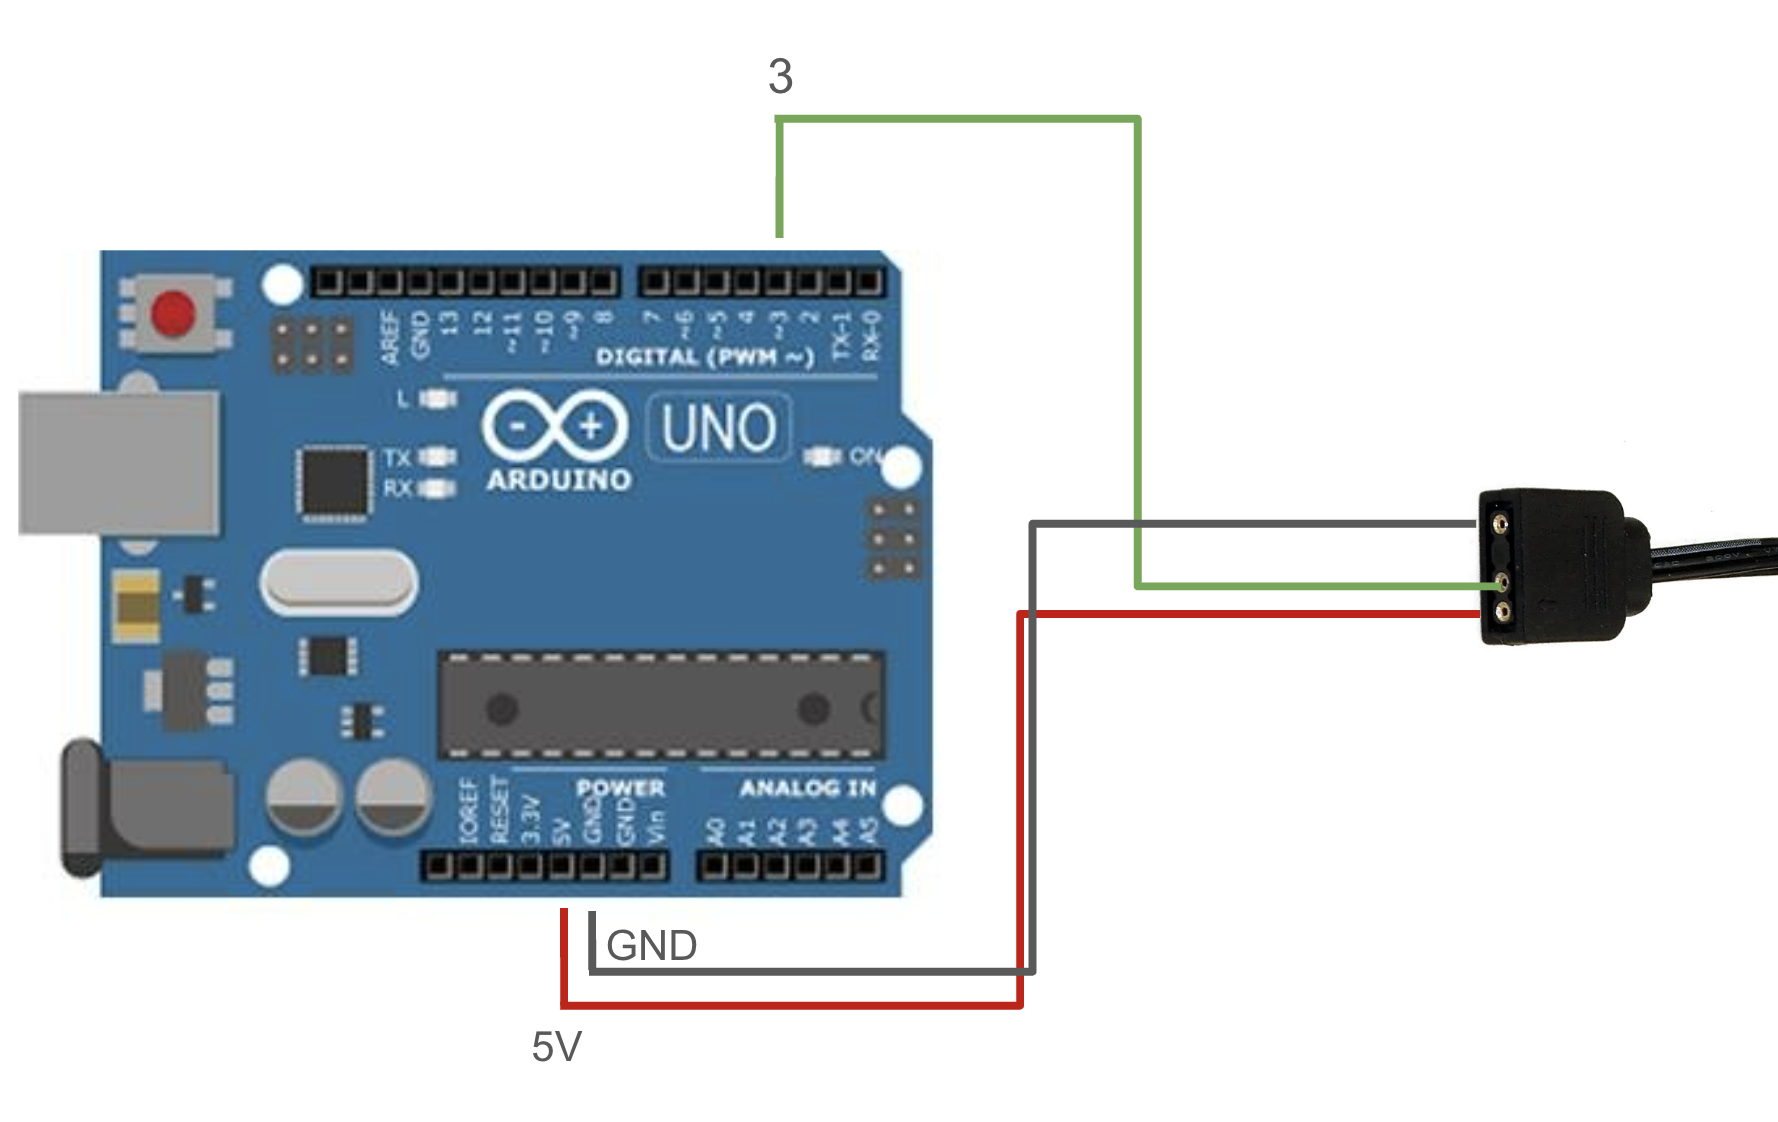 3
AREF
GND
13
12
~11
~10
~9
8
7
~6
~5
4
~3
2
TX-1
RX-0
DIGITAL (PWM ~)
L
TX
RX
- +
ARDUINO
UNO
ON
POWER
ANALOG IN
IOREF
RESET
3.3V
5V
GND
GND
Vin
A0
A1
A2
A3
A4
A5
GND
5V